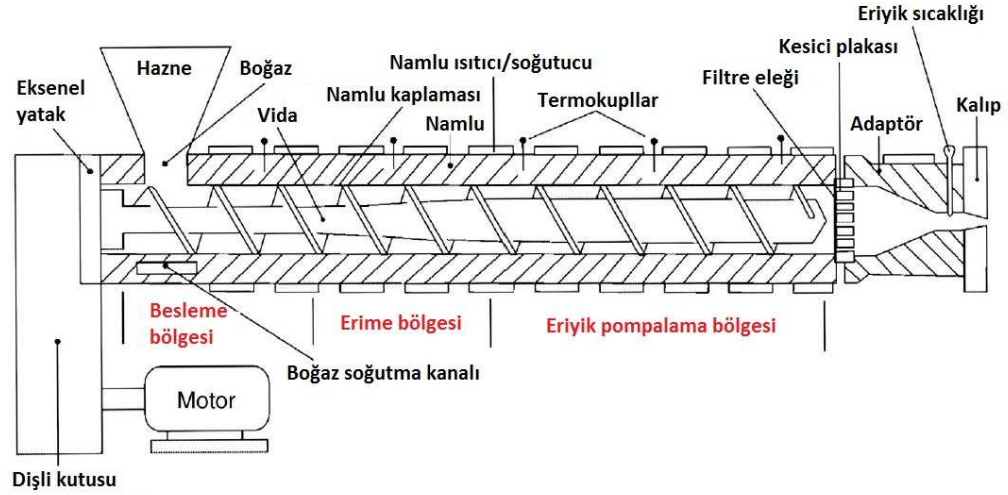 Eriyik sıcaklığı
Kesici plakası
Hazne
Boğaz
Namlu ısıtıcı/soğutucu
Filtre eleği
Eksenel
yatak
Namlu kaplaması
Termokupllar
Kalıp
Vida
Namlu
Adaptör
Besleme
bölgesi
Erime bölgesi
Eriyik pompalama bölgesi
Boğaz soğutma kanalı
Motor
Dişli kutusu